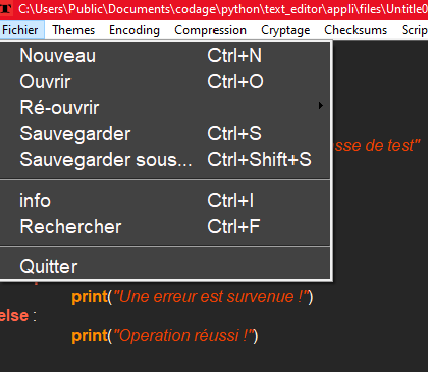 C:\Users\Public\Documents\codage\python\text_editor\appli\files\Untitle0
Fichier Themes Encoding Compression Cryptage Checksums Scrip
Nouveau Ctrl+N
Ouvrir Ctrl+O
Ré-ouvrir
sse de test"
Sauvegarder Ctrl+S
Sauvegarder sous... Ctrl+Shift+S
info Ctrl+I
Rechercher Ctrl+F
Quitter
print("Une erreur est survenue !")
else :
print("Operation réussi !")